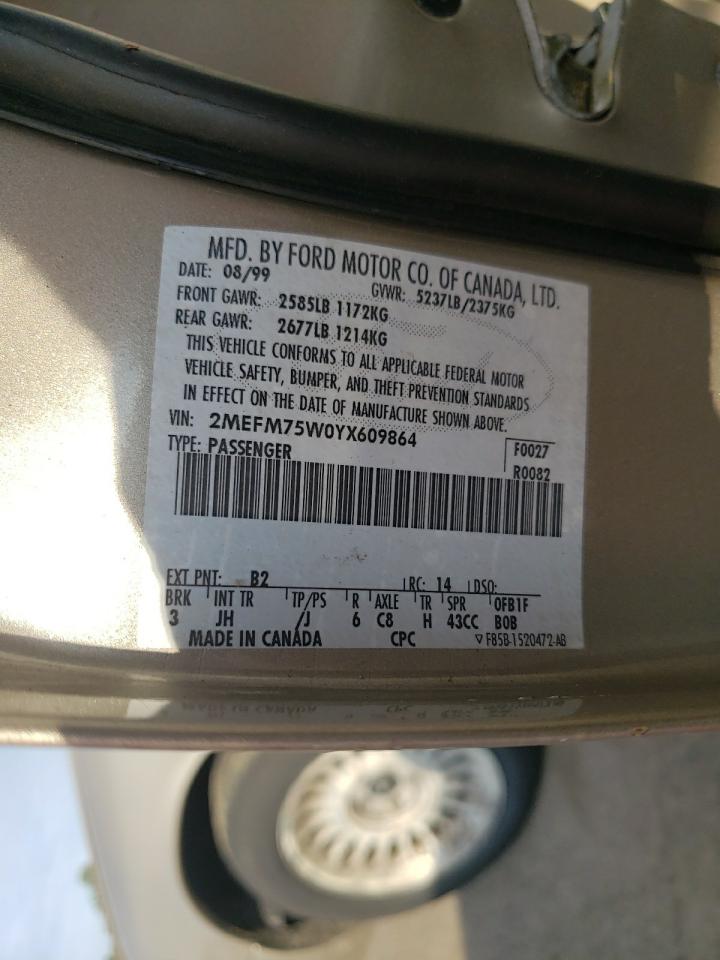 MFD. BY FORD MOTOR CO. OF CANADA, LTD.
DATE: 08/99 GVWR: 5237LB/2375KG
FRONT GAWR: 2585LB 1172KG
REAR GAWR: 2677LB 1214KG
THIS VEHICLE CONFORMS TO ALL APPLICABLE FEDERAL MOTOR
VEHICLE SAFETY, BUMPER, AND THEFT PREVENTION STANDARDS
IN EFFECT ON THE DATE OF MANUFACTURE SHOWN ABOVE.
VIN: 2MEFM75W0YX609864
TYPE: PASSENGER
F0027
R0082
EXT PNT: B2 RC: 14 DSO:
BRK INT TR TP/PS R AXLE TR SPR 0FB1F
3 JH /J 6 C8 H 43CC B0B
MADE IN CANADA CPC ▽ F85B-1520472-AB